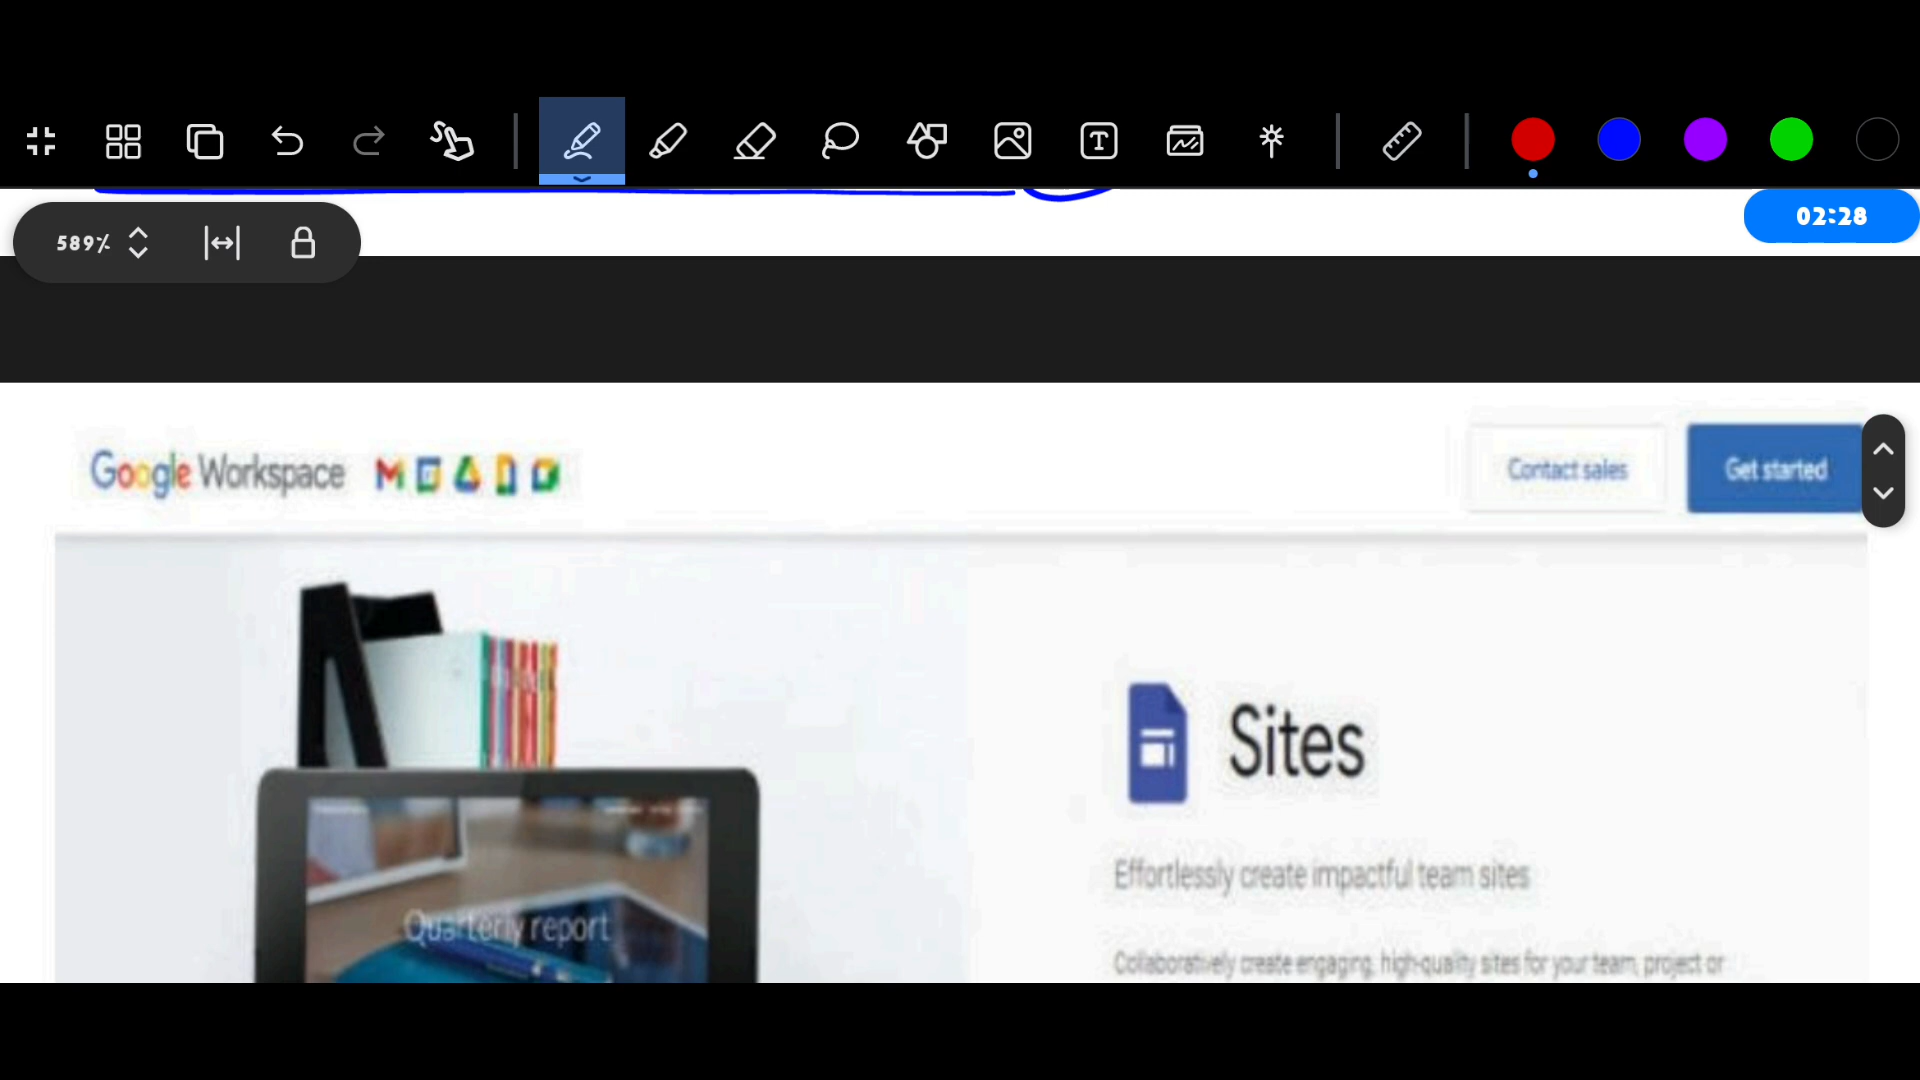 02:28
589%
Google Workspace
Contact sales
Get started
Sites
Effortlessly create impactful team sites
Quarterly report
Collaboratively create engaging, high-quality sites for your team, project or